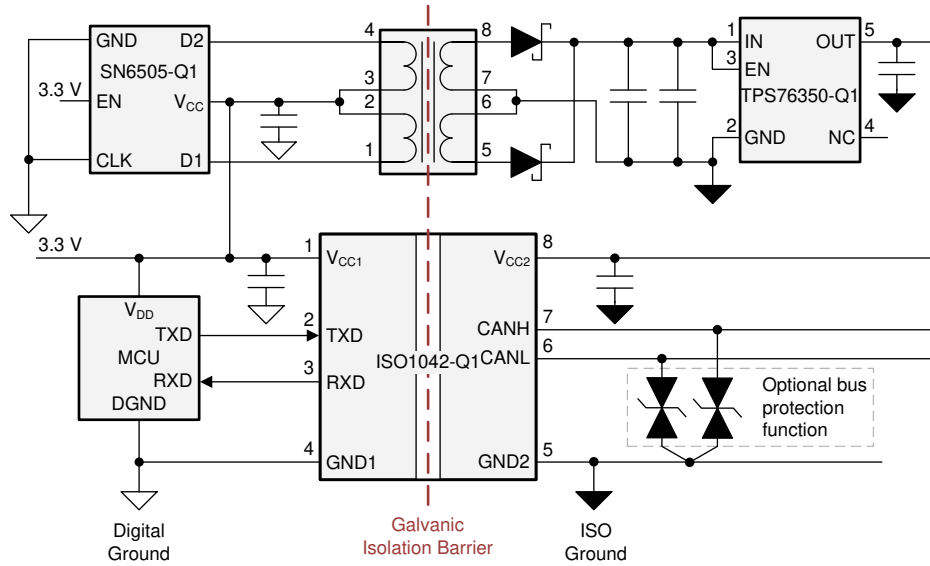 GND D2 4 8 1 IN OUT 5
SN6505-Q1 3 7 3 EN
3.3 V EN VCC 2 6 TPS76350-Q1
CLK D1 1 5 2 GND NC 4
3.3 V 1 VCC1 VCC2 8
VDD
TXD 2 TXD CANH 7
MCU ISO1042-Q1 CANL 6
RXD 3 RXD
DGND
Optional bus
protection
function
4 GND1 GND2 5
Digital
Ground
Galvanic
Isolation Barrier
ISO
Ground